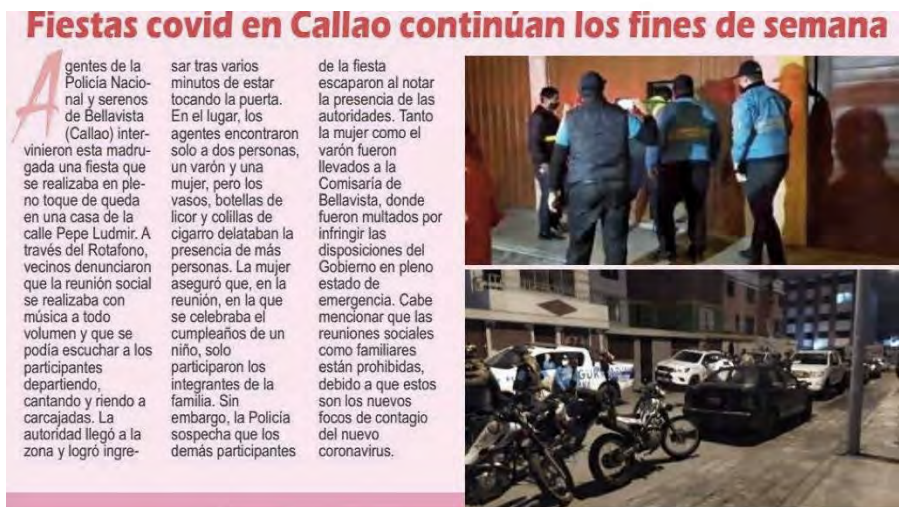 Fiestas covid en Callao continúan los fines de semana
Agentes de la
Policía Nacio-
nal y serenos
de Bellavista
(Callao) inter-
vinieron esta madru-
gada una fiesta que
se realizaba en ple-
no toque de queda
en una casa de la
calle Pepe Ludmir. A
través del Rotafono,
vecinos denunciaron
que la reunión social
se realizaba con
música a todo
volumen y que se
podía escuchar a los
participantes
departiendo,
cantando y riendo a
carcajadas. La
autoridad llegó a la
zona y logró ingre-
sar tras varios
minutos de estar
tocando la puerta.
En el lugar, los
agentes encontraron
solo a dos personas,
un varón y una
mujer, pero los
vasos, botellas de
licor y colillas de
cigarro delataban la
presencia de más
personas. La mujer
aseguró que, en la
reunión, en la que
se celebraba el
cumpleaños de un
niño, solo
participaron los
integrantes de la
familia. Sin
embargo, la Policía
sospecha que los
demás participantes
de la fiesta
escaparon al notar
la presencia de las
autoridades. Tanto
la mujer como el
varón fueron
llevados a la
Comisaría de
Bellavista, donde
fueron multados por
infringir las
disposiciones del
Gobierno en pleno
estado de
emergencia. Cabe
mencionar que las
reuniones sociales
como familiares
están prohibidas,
debido a que estos
son los nuevos
focos de contagio
del nuevo
coronavirus.